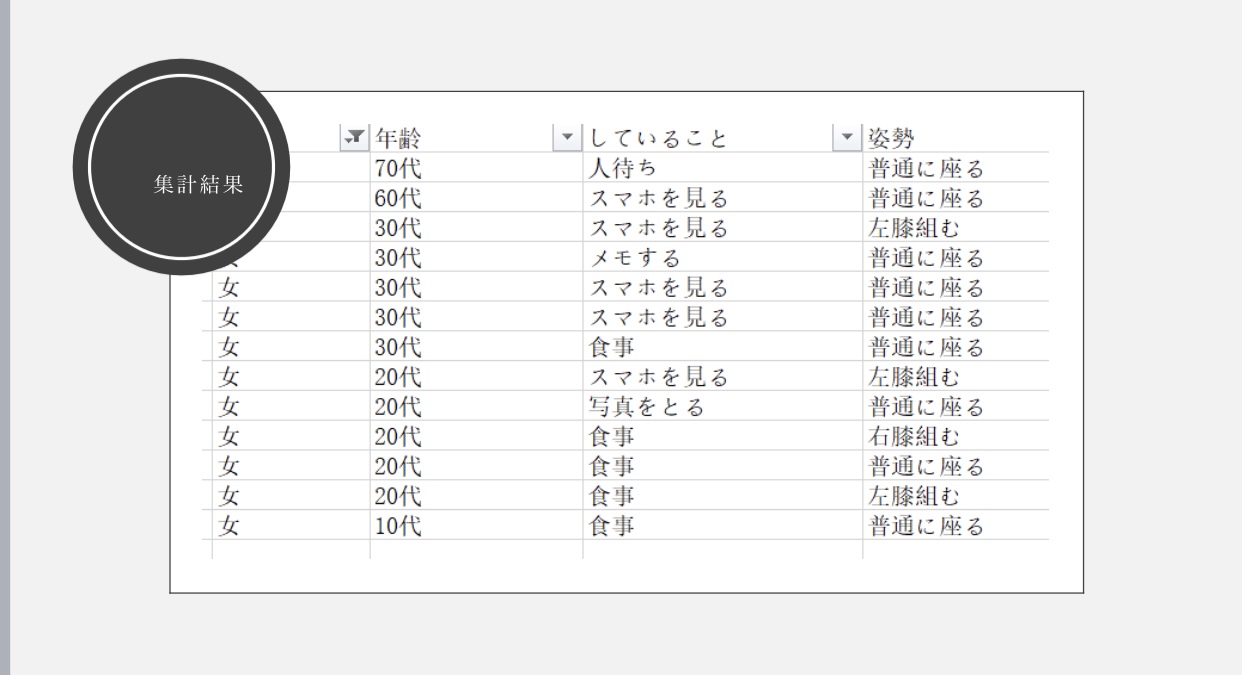 集計結果
年齢 していること 姿勢
70代 人待ち 普通に座る
60代 スマホを見る 普通に座る
30代 スマホを見る 左膝組む
30代 メモする 普通に座る
女 30代 スマホを見る 普通に座る
女 30代 スマホを見る 普通に座る
女 30代 食事 普通に座る
女 20代 スマホを見る 左膝組む
女 20代 写真をとる 普通に座る
女 20代 食事 右膝組む
女 20代 食事 普通に座る
女 20代 食事 左膝組む
女 10代 食事 普通に座る